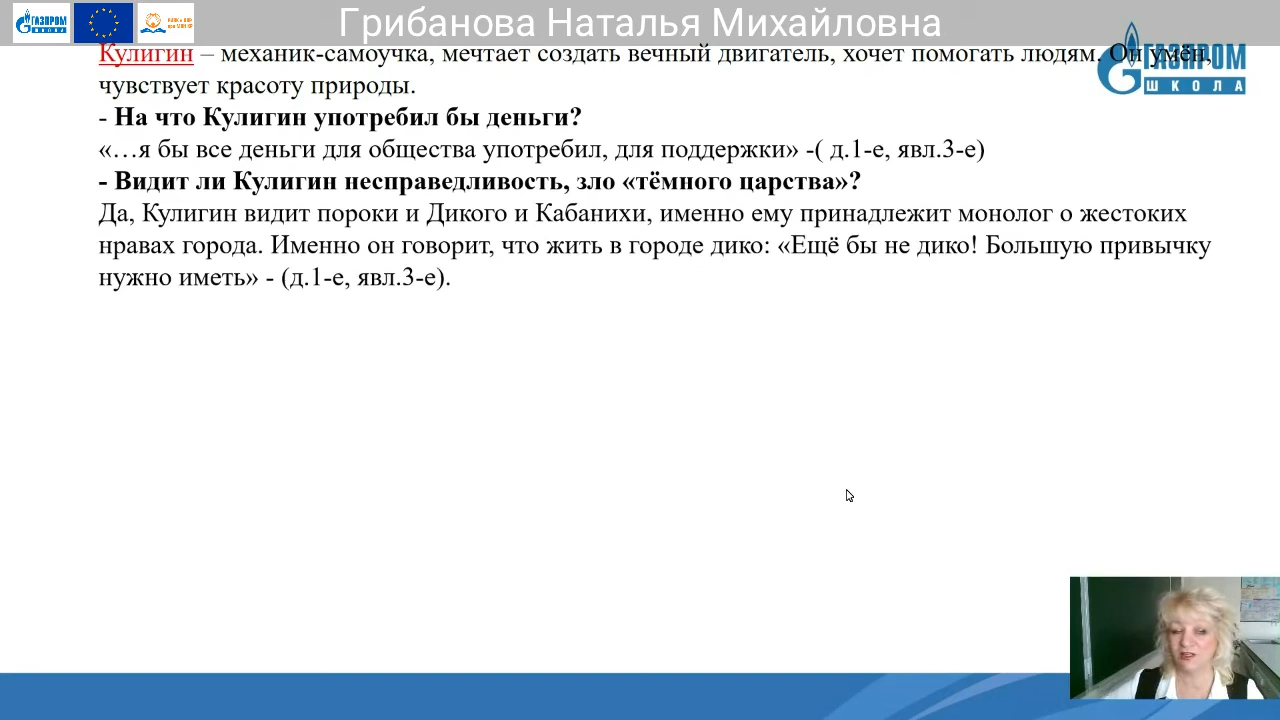 Грибанова Наталья Михайловна
ГАЗПРОМ
ШКОЛА
ГАЗПРОМ
ШКОЛА
Кулигин – механик-самоучка, мечтает создать вечный двигатель, хочет помогать людям. Он умён,
чувствует красоту природы.
- На что Кулигин употребил бы деньги?
«…я бы все деньги для общества употребил, для поддержки» -( д.1-е, явл.3-е)
- Видит ли Кулигин несправедливость, зло «тёмного царства»?
Да, Кулигин видит пороки и Дикого и Кабанихи, именно ему принадлежит монолог о жестоких
нравах города. Именно он говорит, что жить в городе дико: «Ещё бы не дико! Большую привычку
нужно иметь» - (д.1-е, явл.3-е).